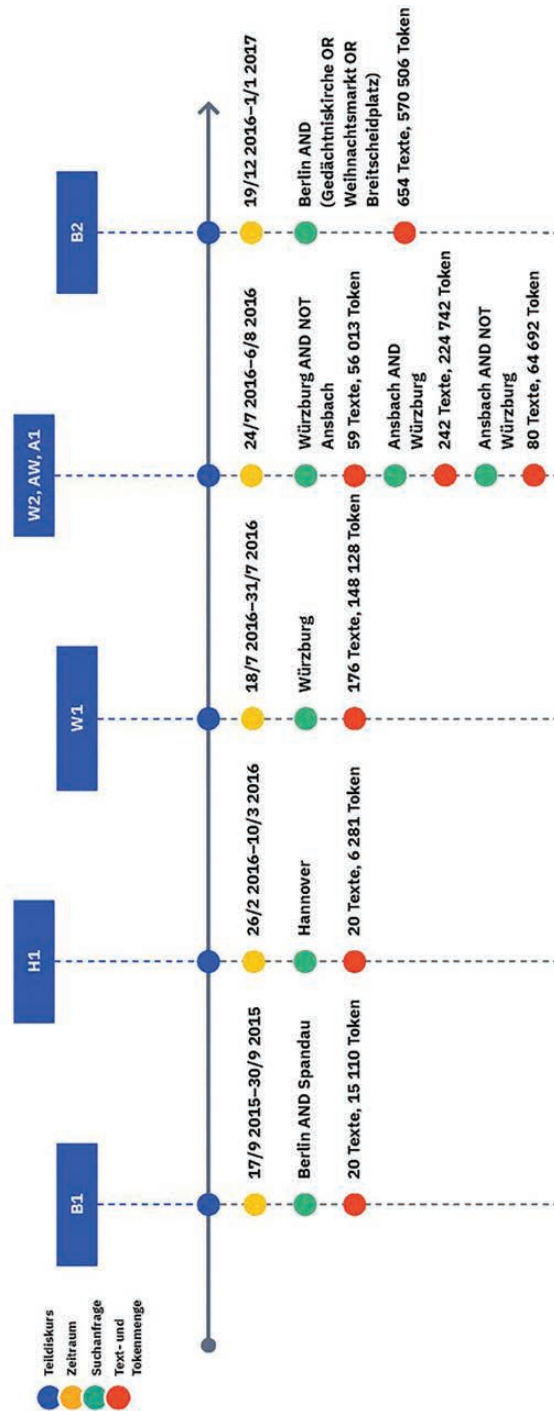 Teildiskurs
Zeitraum
Suchanfrage
Text- und
Tokenmenge
B1
17/9 2015–30/9 2015
Berlin AND Spandau
20 Texte, 15 110 Token
H1
26/2 2016–10/3 2016
Hannover
20 Texte, 6 281 Token
W1
18/7 2016–31/7 2016
Würzburg
176 Texte, 148 128 Token
W2, AW, A1
24/7 2016–6/8 2016
Würzburg AND NOT
Ansbach
59 Texte, 56 013 Token
Ansbach AND
Würzburg
242 Texte, 224 742 Token
Ansbach AND NOT
Würzburg
80 Texte, 64 692 Token
B2
19/12 2016–1/1 2017
Berlin AND
(Gedächtniskirche OR
Weihnachtsmarkt OR
Breitscheidplatz)
654 Texte, 570 506 Token